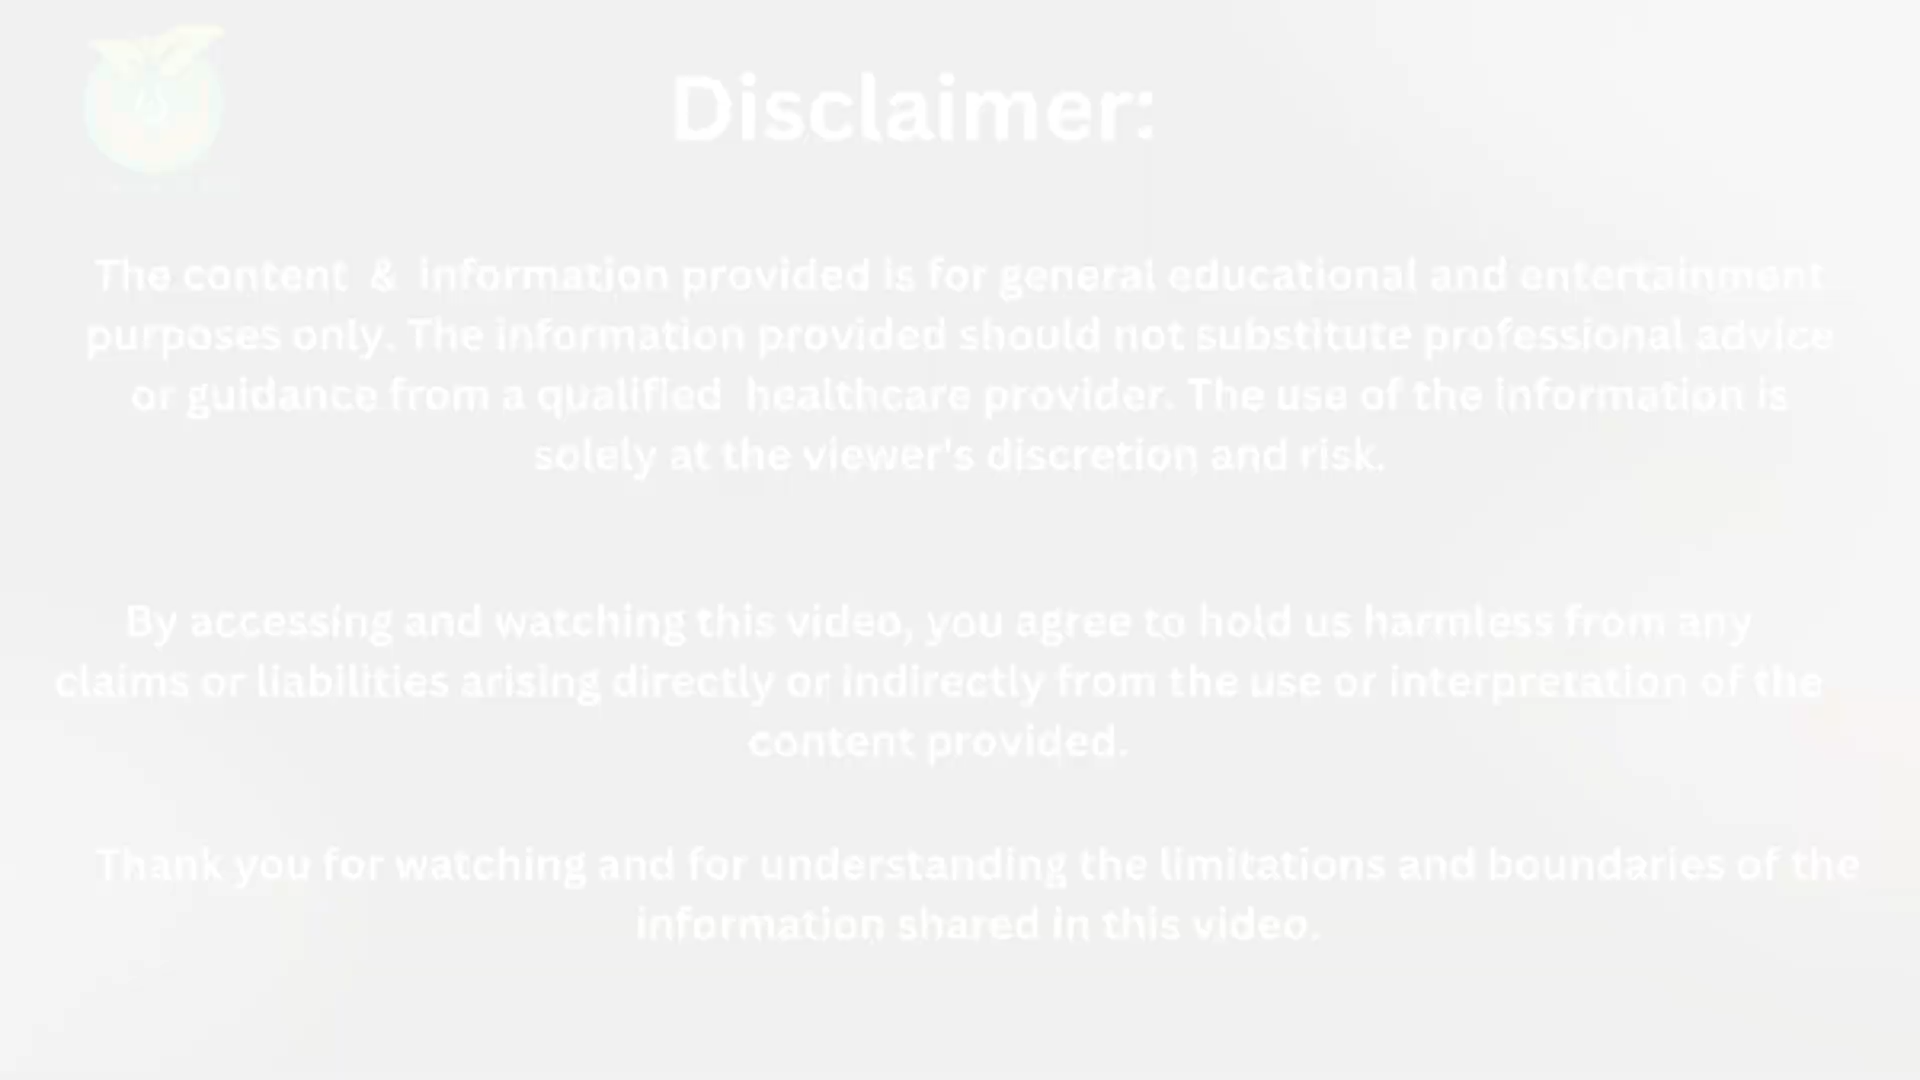 Disclaimer:
The content & information provided is for general educational and entertainment
purposes only. The information provided should not substitute professional advice
or guidance from a qualified healthcare provider. The use of the information is
solely at the viewer's discretion and risk.
By accessing and watching this video, you agree to hold us harmless from any
claims or liabilities arising directly or indirectly from the use or interpretation of the
content provided.
Thank you for watching and for understanding the limitations and boundaries of the
information shared in this video.